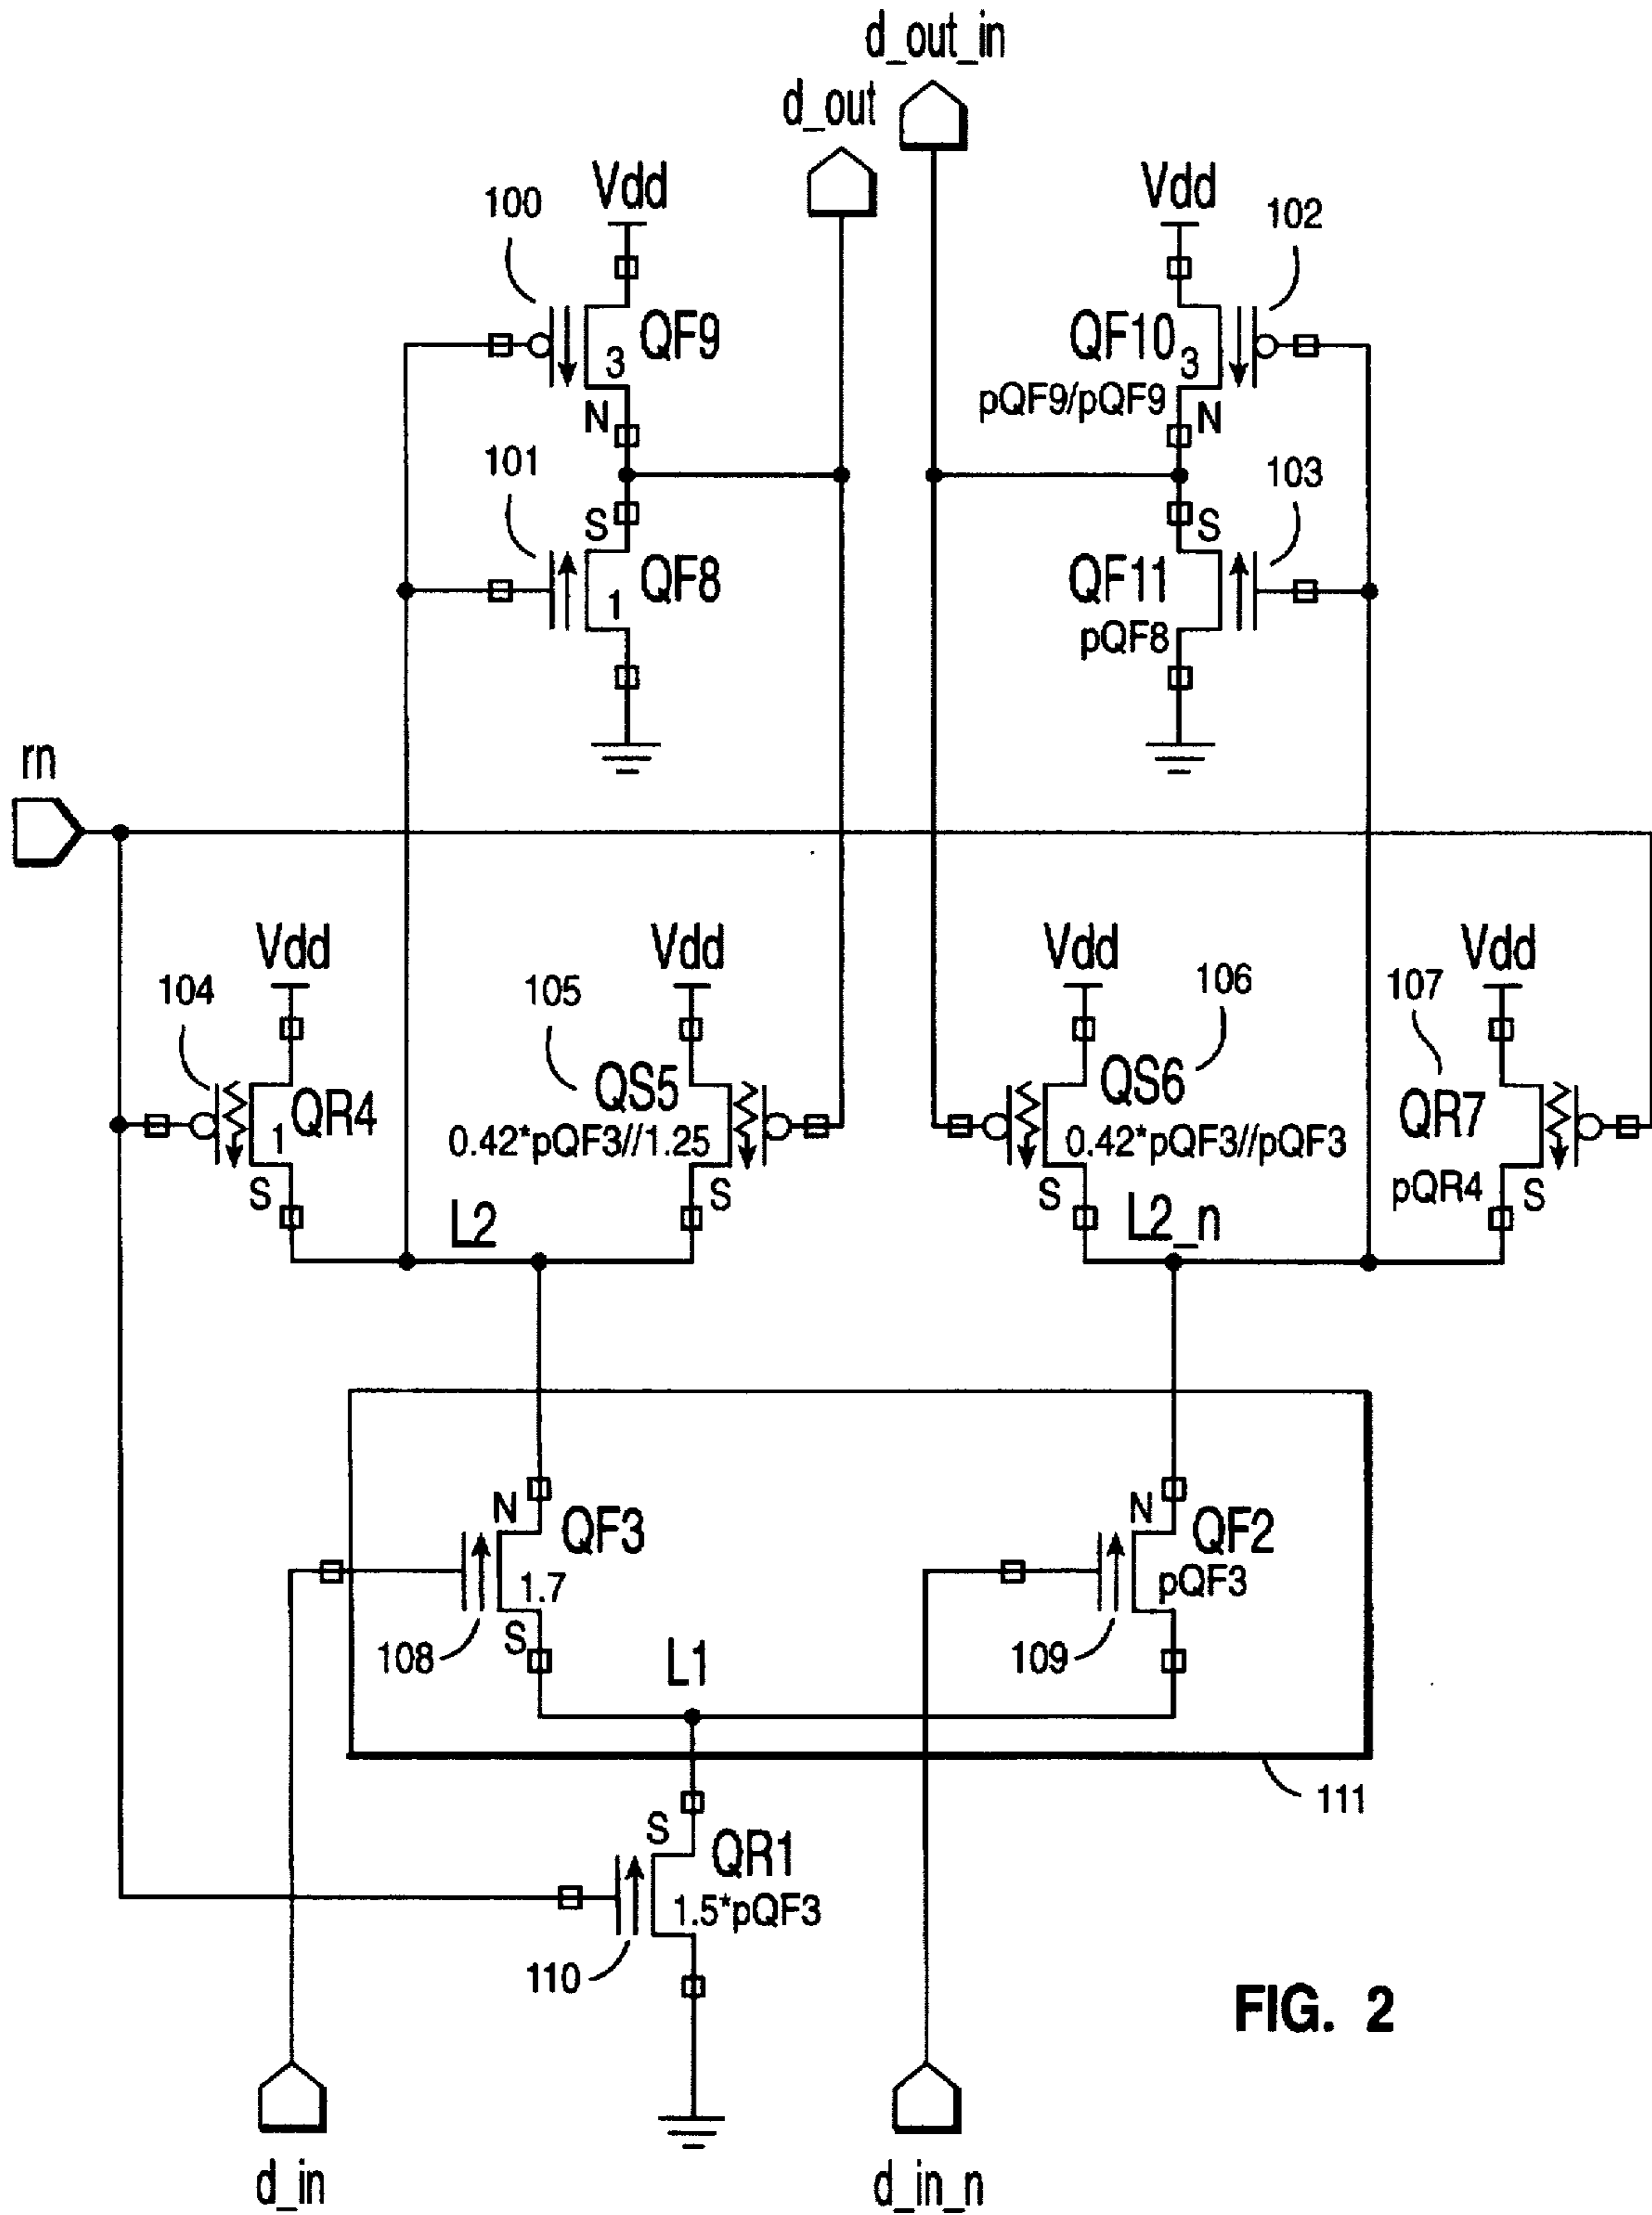 d_out_in
d_out
Vdd
Vdd
100
102
QF9
QF10
3
3
pQF9/pQF9
N
N
101
103
S
S
QF8
QF11
1
pQF8
rn
Vdd
Vdd
Vdd
Vdd
104
105
106
107
QR4
QS5
QS6
QR7
1
0.42*pQF3//1.25
0.42*pQF3//pQF3
pQR4
S
S
S
S
L2
L2_n
N
QF3
N
QF2
1.7
pQF3
108
S
109
L1
111
S
QR1
1.5*pQF3
110
FIG. 2
d_in
d_in_n